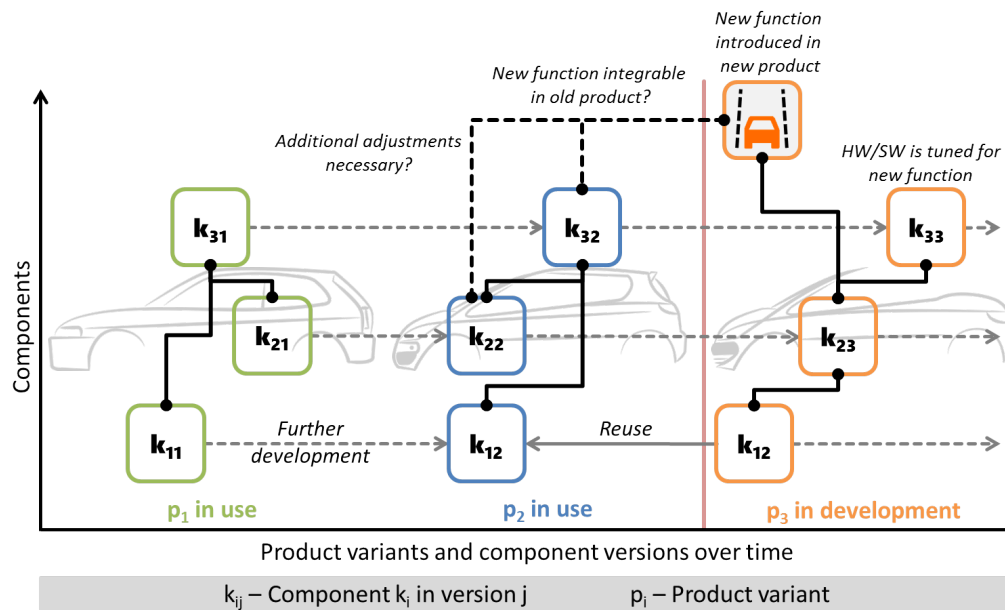 New function
introduced in
new product
New function integrable
in old product?
Additional adjustments
necessary?
HW/SW is tuned for
new function
k31
k32
k33
Components
k21
k22
k23
k11
Further
development
k12
Reuse
k12
p1 in use
p2 in use
p3 in development
Product variants and component versions over time
kij – Component ki in version j
pi – Product variant